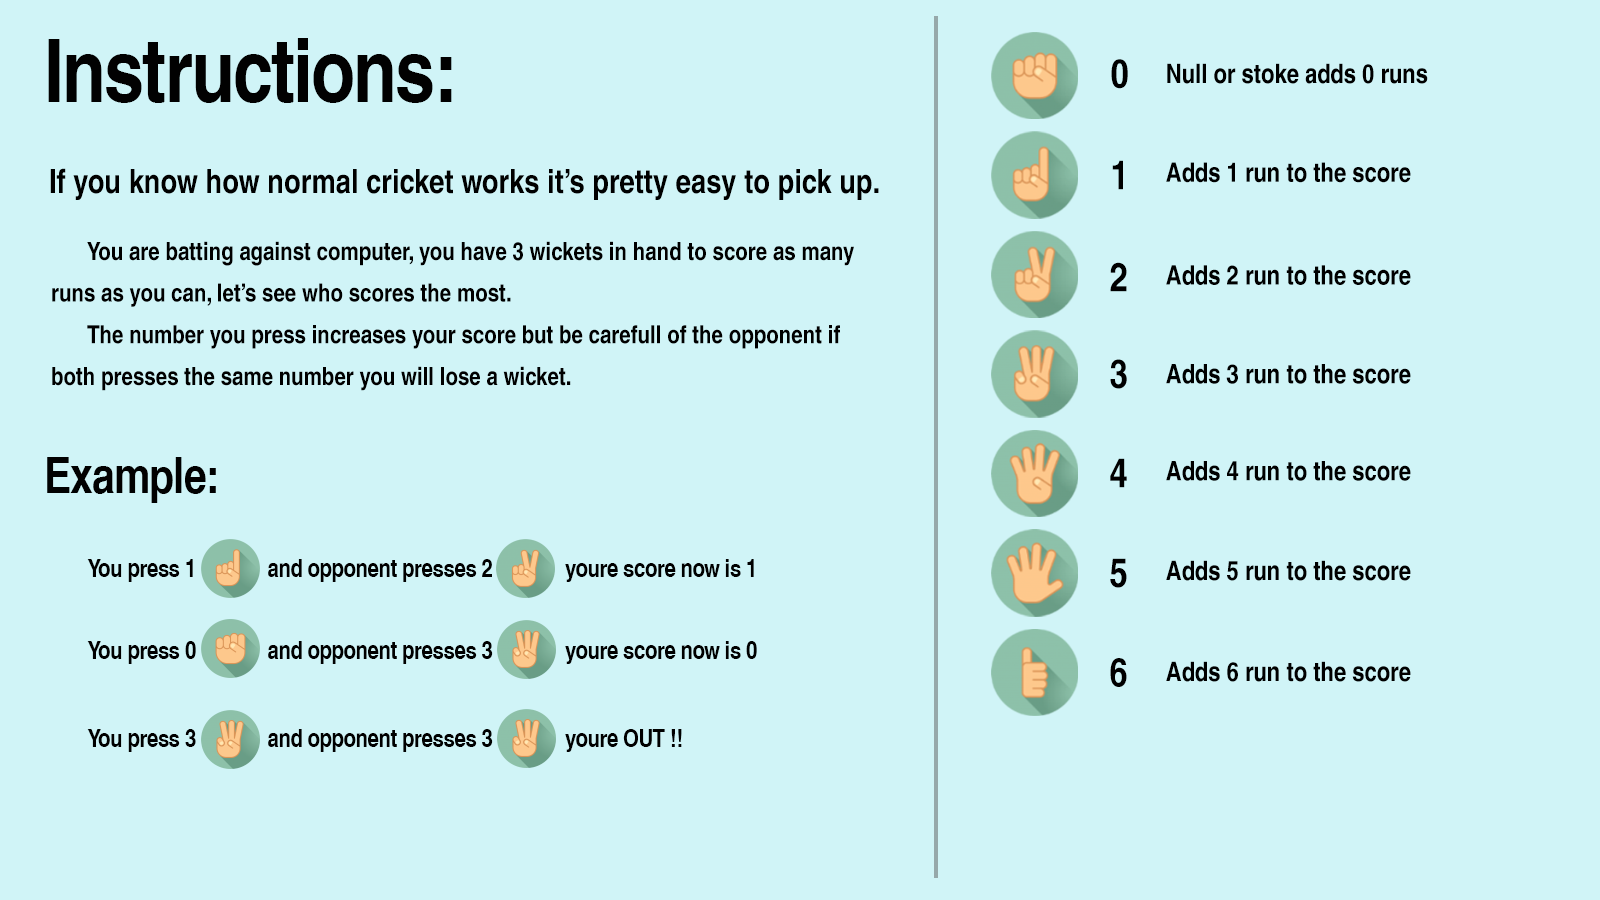 Instructions:
If you know how normal cricket works it’s pretty easy to pick up.
You are batting against computer, you have 3 wickets in hand to score as many
runs as you can, let’s see who scores the most.
The number you press increases your score but be carefull of the opponent if
both presses the same number you will lose a wicket.
Example:
You press 1 and opponent presses 2 youre score now is 1
You press 0 and opponent presses 3 youre score now is 0
You press 3 and opponent presses 3 youre OUT !!
0 Null or stoke adds 0 runs
1 Adds 1 run to the score
2 Adds 2 run to the score
3 Adds 3 run to the score
4 Adds 4 run to the score
5 Adds 5 run to the score
6 Adds 6 run to the score